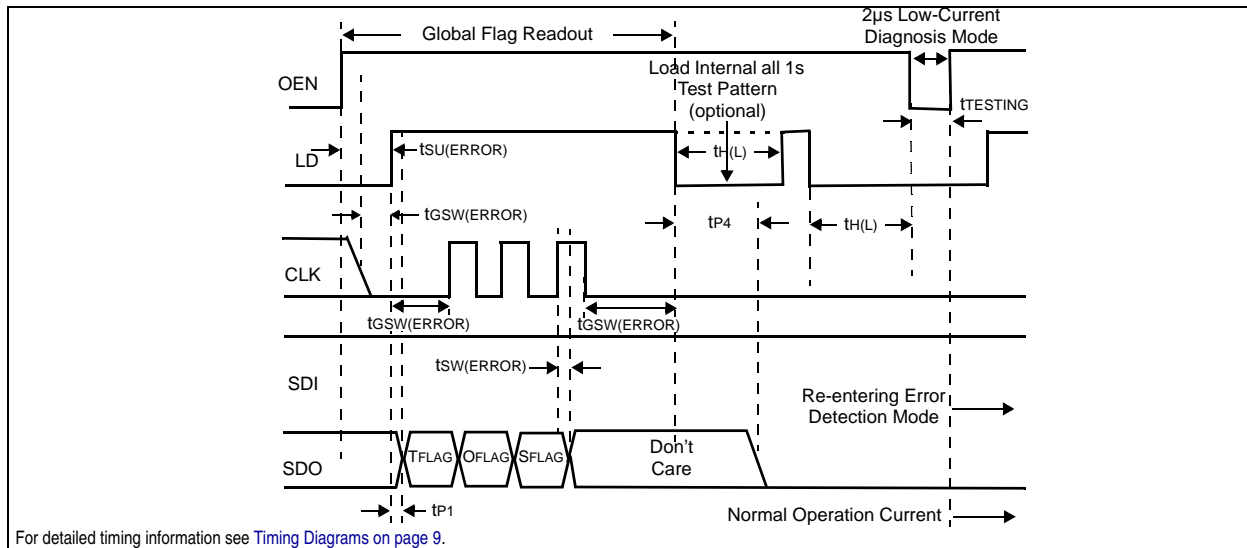 2µs Low-Current
Diagnosis Mode
Global Flag Readout
OEN
Load Internal all 1s
Test Pattern
(optional)
tTESTING
LD
tSU(ERROR)
tH(L)
tGSW(ERROR)
tP4
tH(L)
CLK
tGSW(ERROR)
tGSW(ERROR)
tSW(ERROR)
SDI
Re-entering Error
Detection Mode
SDO
TFLAG
OFLAG
SFLAG
Don't
Care
tP1
Normal Operation Current
For detailed timing information see Timing Diagrams on page 9.